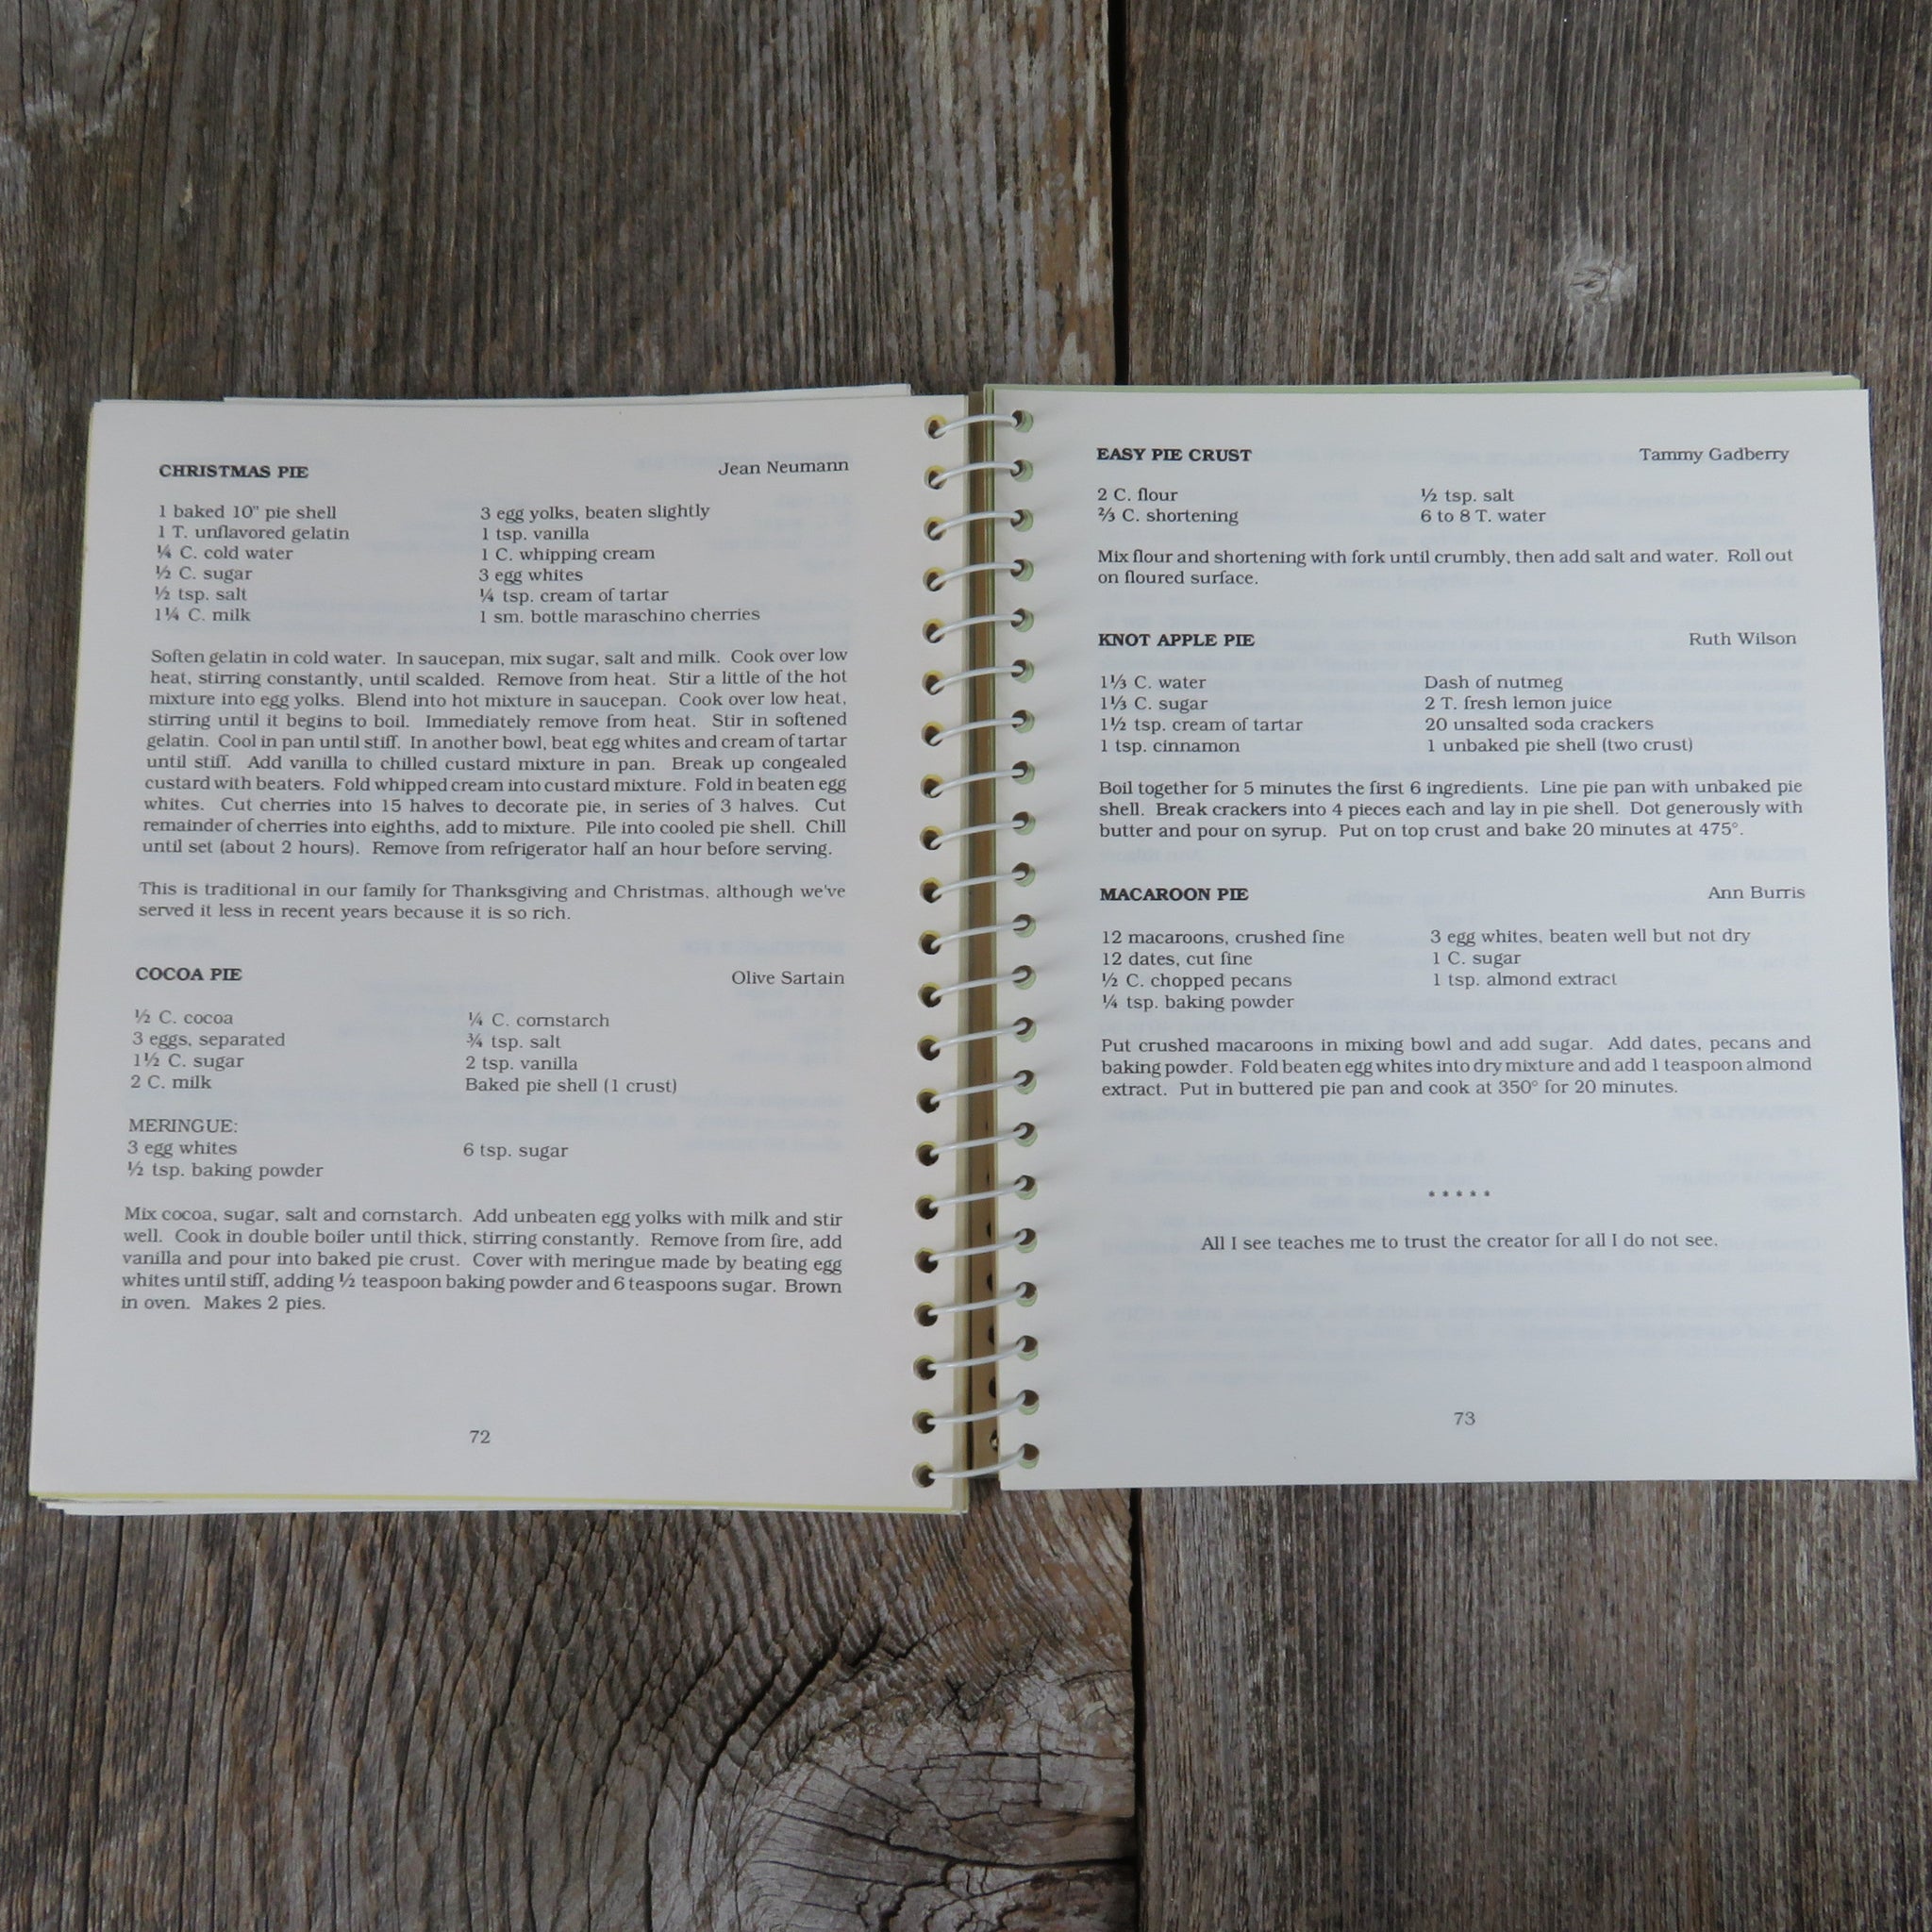 CHRISTMAS PIE Jean Neumann
1 baked 10" pie shell 3 egg yolks, beaten slightly
1 T. unflavored gelatin 1 tsp. vanilla
¼ C. cold water 1 C. whipping cream
½ C. sugar 3 egg whites
½ tsp. salt ¼ tsp. cream of tartar
1¼ C. milk 1 sm. bottle maraschino cherries
Soften gelatin in cold water. In saucepan, mix sugar, salt and milk. Cook over low
heat, stirring constantly, until scalded. Remove from heat. Stir a little of the hot
mixture into egg yolks. Blend into hot mixture in saucepan. Cook over low heat,
stirring until it begins to boil. Immediately remove from heat. Stir in softened
gelatin. Cool in pan until stiff. In another bowl, beat egg whites and cream of tartar
until stiff. Add vanilla to chilled custard mixture in pan. Break up congealed
custard with beaters. Fold whipped cream into custard mixture. Fold in beaten egg
whites. Cut cherries into 15 halves to decorate pie, in series of 3 halves. Cut
remainder of cherries into eighths, add to mixture. Pile into cooled pie shell. Chill
until set (about 2 hours). Remove from refrigerator half an hour before serving.
This is traditional in our family for Thanksgiving and Christmas, although we've
served it less in recent years because it is so rich.
COCOA PIE Olive Sartain
½ C. cocoa ¼ C. cornstarch
3 eggs, separated ¾ tsp. salt
1½ C. sugar 2 tsp. vanilla
2 C. milk Baked pie shell (1 crust)
MERINGUE:
3 egg whites 6 tsp. sugar
½ tsp. baking powder
Mix cocoa, sugar, salt and cornstarch. Add unbeaten egg yolks with milk and stir
well. Cook in double boiler until thick, stirring constantly. Remove from fire, add
vanilla and pour into baked pie crust. Cover with meringue made by beating egg
whites until stiff, adding ½ teaspoon baking powder and 6 teaspoons sugar. Brown
in oven. Makes 2 pies.
72
EASY PIE CRUST Tammy Gadberry
2 C. flour ½ tsp. salt
⅔ C. shortening 6 to 8 T. water
Mix flour and shortening with fork until crumbly, then add salt and water. Roll out
on floured surface.
KNOT APPLE PIE Ruth Wilson
1⅓ C. water Dash of nutmeg
1⅓ C. sugar 2 T. fresh lemon juice
1½ tsp. cream of tartar 20 unsalted soda crackers
1 tsp. cinnamon 1 unbaked pie shell (two crust)
Boil together for 5 minutes the first 6 ingredients. Line pie pan with unbaked pie
shell. Break crackers into 4 pieces each and lay in pie shell. Dot generously with
butter and pour on syrup. Put on top crust and bake 20 minutes at 475°.
MACAROON PIE Ann Burris
12 macaroons, crushed fine 3 egg whites, beaten well but not dry
12 dates, cut fine 1 C. sugar
½ C. chopped pecans 1 tsp. almond extract
¼ tsp. baking powder
Put crushed macaroons in mixing bowl and add sugar. Add dates, pecans and
baking powder. Fold beaten egg whites into dry mixture and add 1 teaspoon almond
extract. Put in buttered pie pan and cook at 350° for 20 minutes.
* * * * *
All I see teaches me to trust the creator for all I do not see.
73